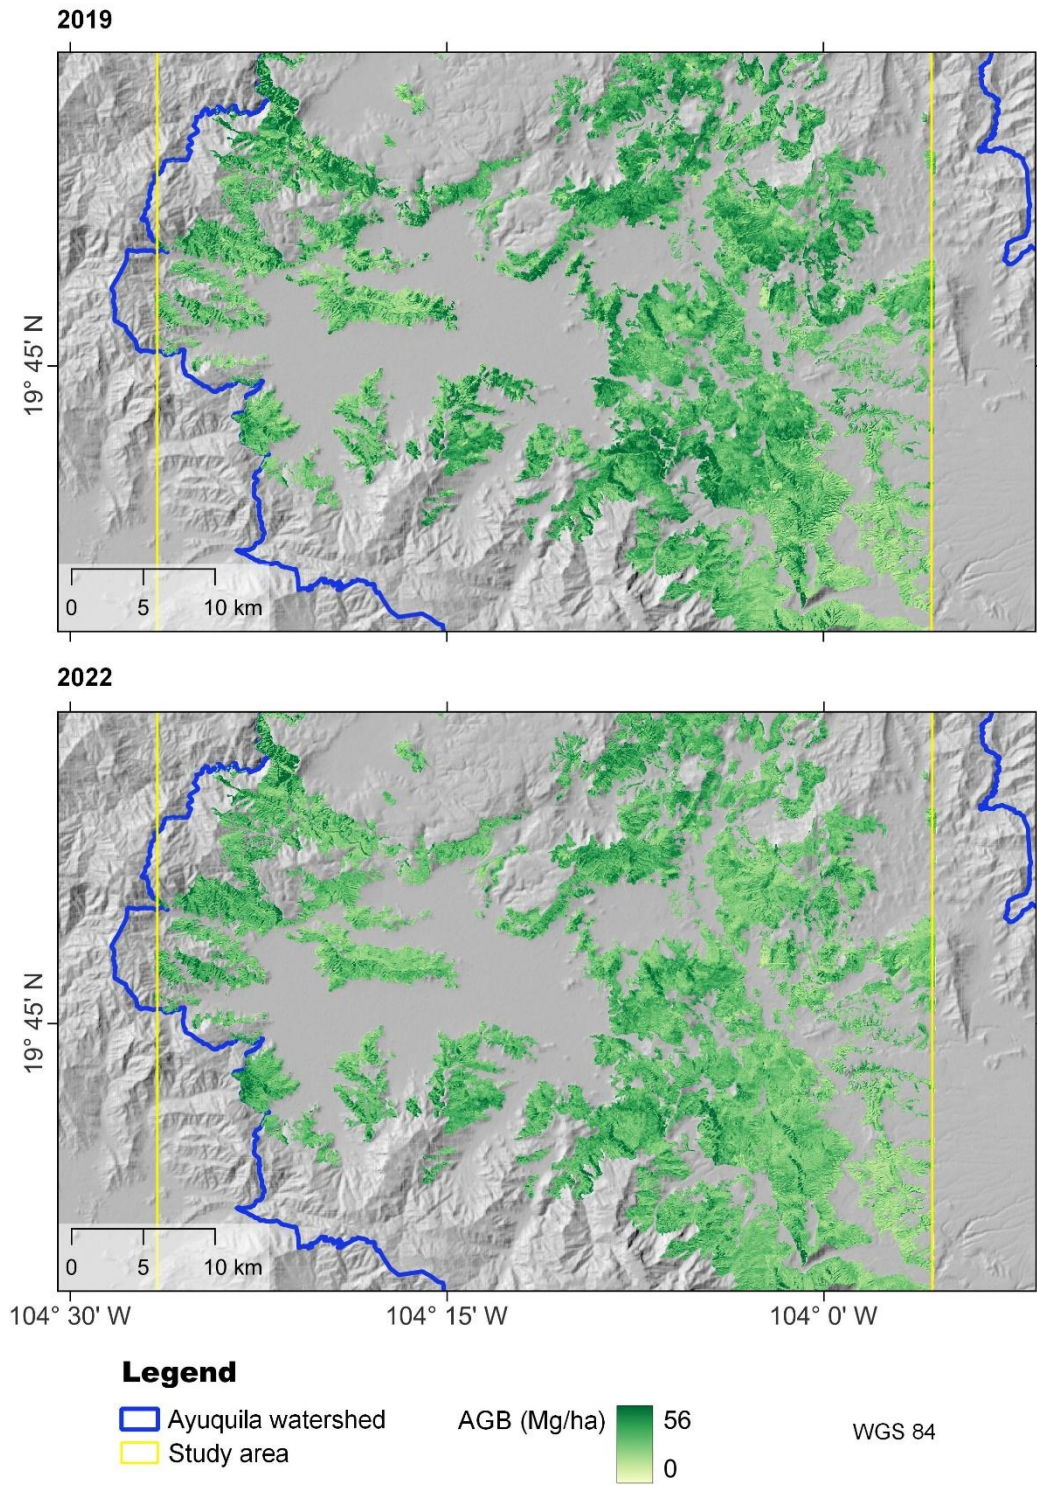 2019
19° 45' N
0 5 10 km
2022
19° 45' N
0 5 10 km
104° 30' W 104° 15' W 104° 0' W
Legend
Ayuquila watershed
Study area
AGB (Mg/ha)
56
0
WGS 84